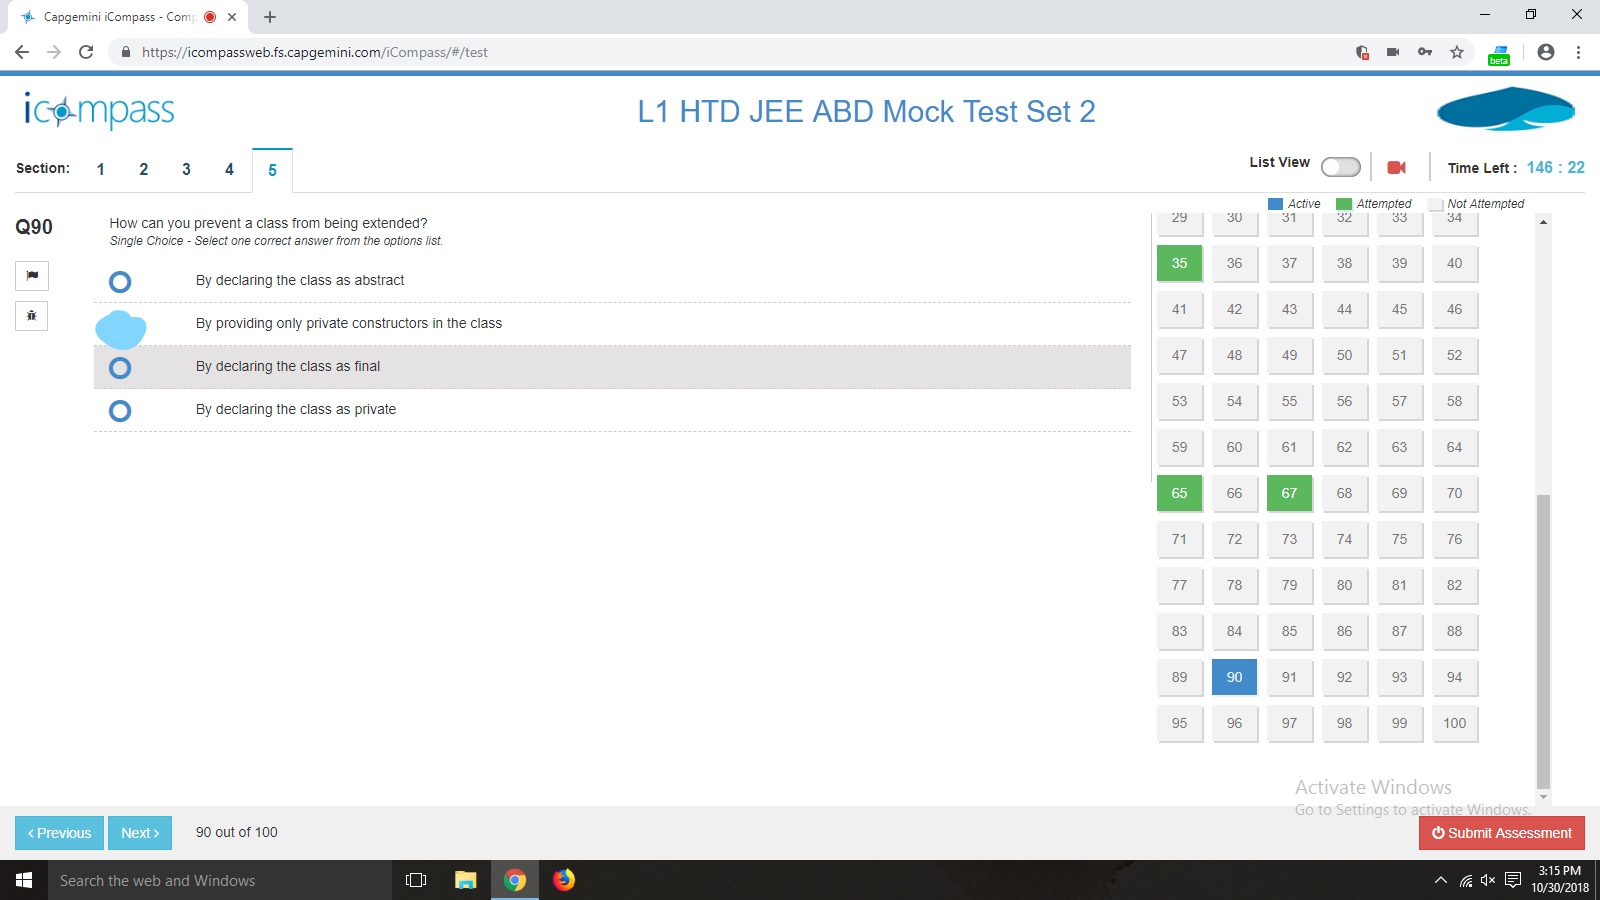 Capgemini iCompass - Comp
https://icompassweb.fs.capgemini.com/iCompass/#/test
beta
icompass
L1 HTD JEE ABD Mock Test Set 2
Section: 1 2 3 4 5
List View
Time Left : 146 : 22
Active Attempted Not Attempted
Q90
How can you prevent a class from being extended?
Single Choice - Select one correct answer from the options list.
By declaring the class as abstract
By providing only private constructors in the class
By declaring the class as final
By declaring the class as private
29 30 31 32 33 34
35 36 37 38 39 40
41 42 43 44 45 46
47 48 49 50 51 52
53 54 55 56 57 58
59 60 61 62 63 64
65 66 67 68 69 70
71 72 73 74 75 76
77 78 79 80 81 82
83 84 85 86 87 88
89 90 91 92 93 94
95 96 97 98 99 100
Activate Windows
Go to Settings to activate Windows.
Previous Next 90 out of 100
Submit Assessment
Search the web and Windows
3:15 PM
10/30/2018